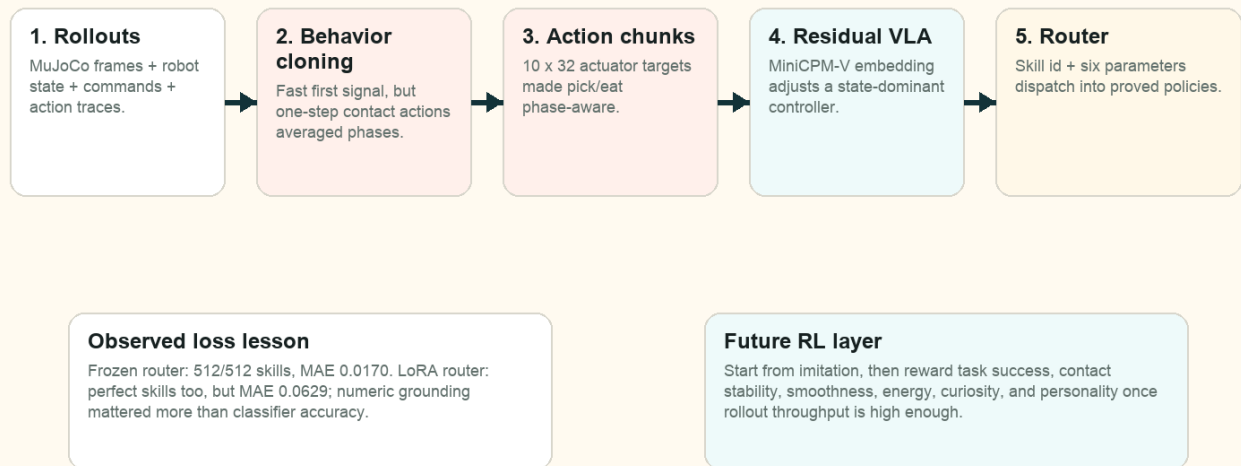 1. Rollouts
MuJoCo frames + robot
state + commands +
action traces.
2. Behavior
cloning
Fast first signal, but
one-step contact actions
averaged phases.
3. Action chunks
10 x 32 actuator targets
made pick/eat
phase-aware.
4. Residual VLA
MiniCPM-V embedding
adjusts a state-dominant
controller.
5. Router
Skill id + six parameters
dispatch into proved policies.
Observed loss lesson
Frozen router: 512/512 skills, MAE 0.0170. LoRA router:
perfect skills too, but MAE 0.0629; numeric grounding
mattered more than classifier accuracy.
Future RL layer
Start from imitation, then reward task success, contact
stability, smoothness, energy, curiosity, and personality once
rollout throughput is high enough.